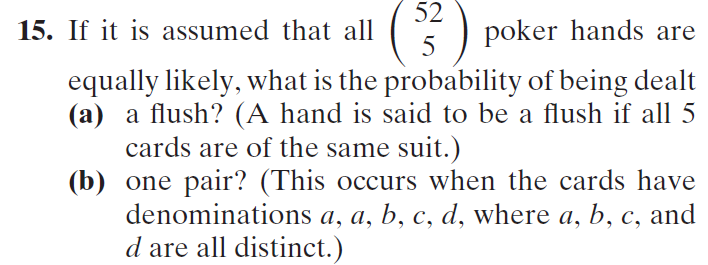 15. If it is assumed that all (52 5) poker hands are
equally likely, what is the probability of being dealt
(a) a flush? (A hand is said to be a flush if all 5
cards are of the same suit.)
(b) one pair? (This occurs when the cards have
denominations a, a, b, c, d, where a, b, c, and
d are all distinct.)